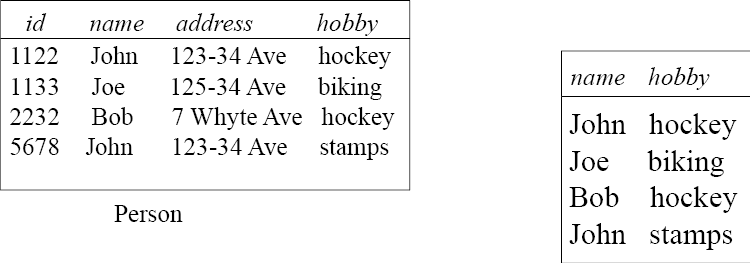 id name address hobby
1122 John 123-34 Ave hockey
1133 Joe 125-34 Ave biking
2232 Bob 7 Whyte Ave hockey
5678 John 123-34 Ave stamps
Person
name hobby
John hockey
Joe biking
Bob hockey
John stamps